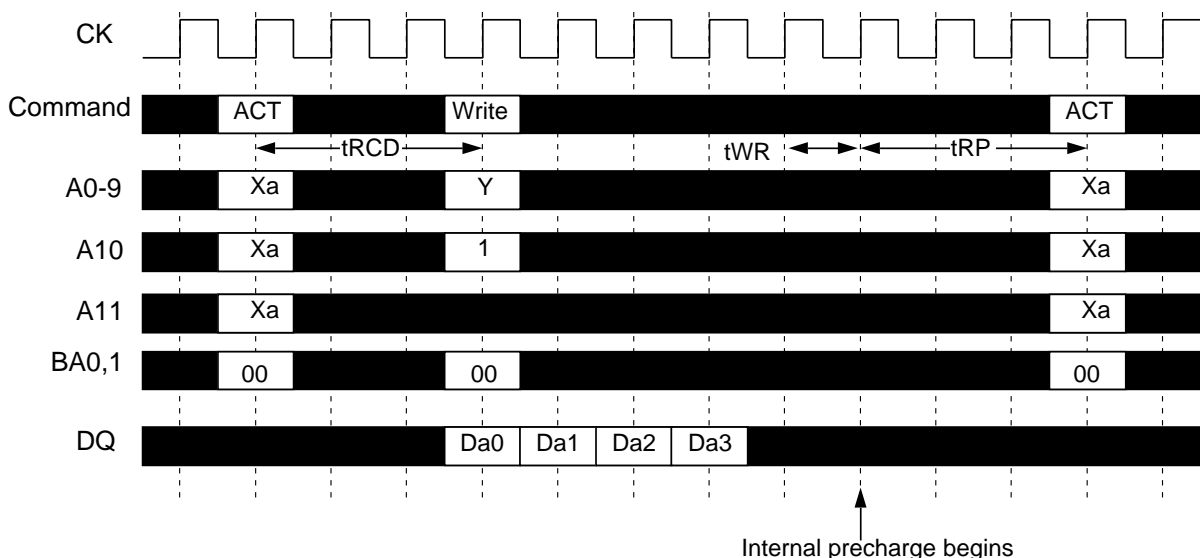 CK
Command ACT Write ACT
tRCD tWR tRP
A0-9 Xa Y Xa
A10 Xa 1 Xa
A11 Xa Xa
BA0,1 00 00 00
DQ Da0 Da1 Da2 Da3
Internal precharge begins